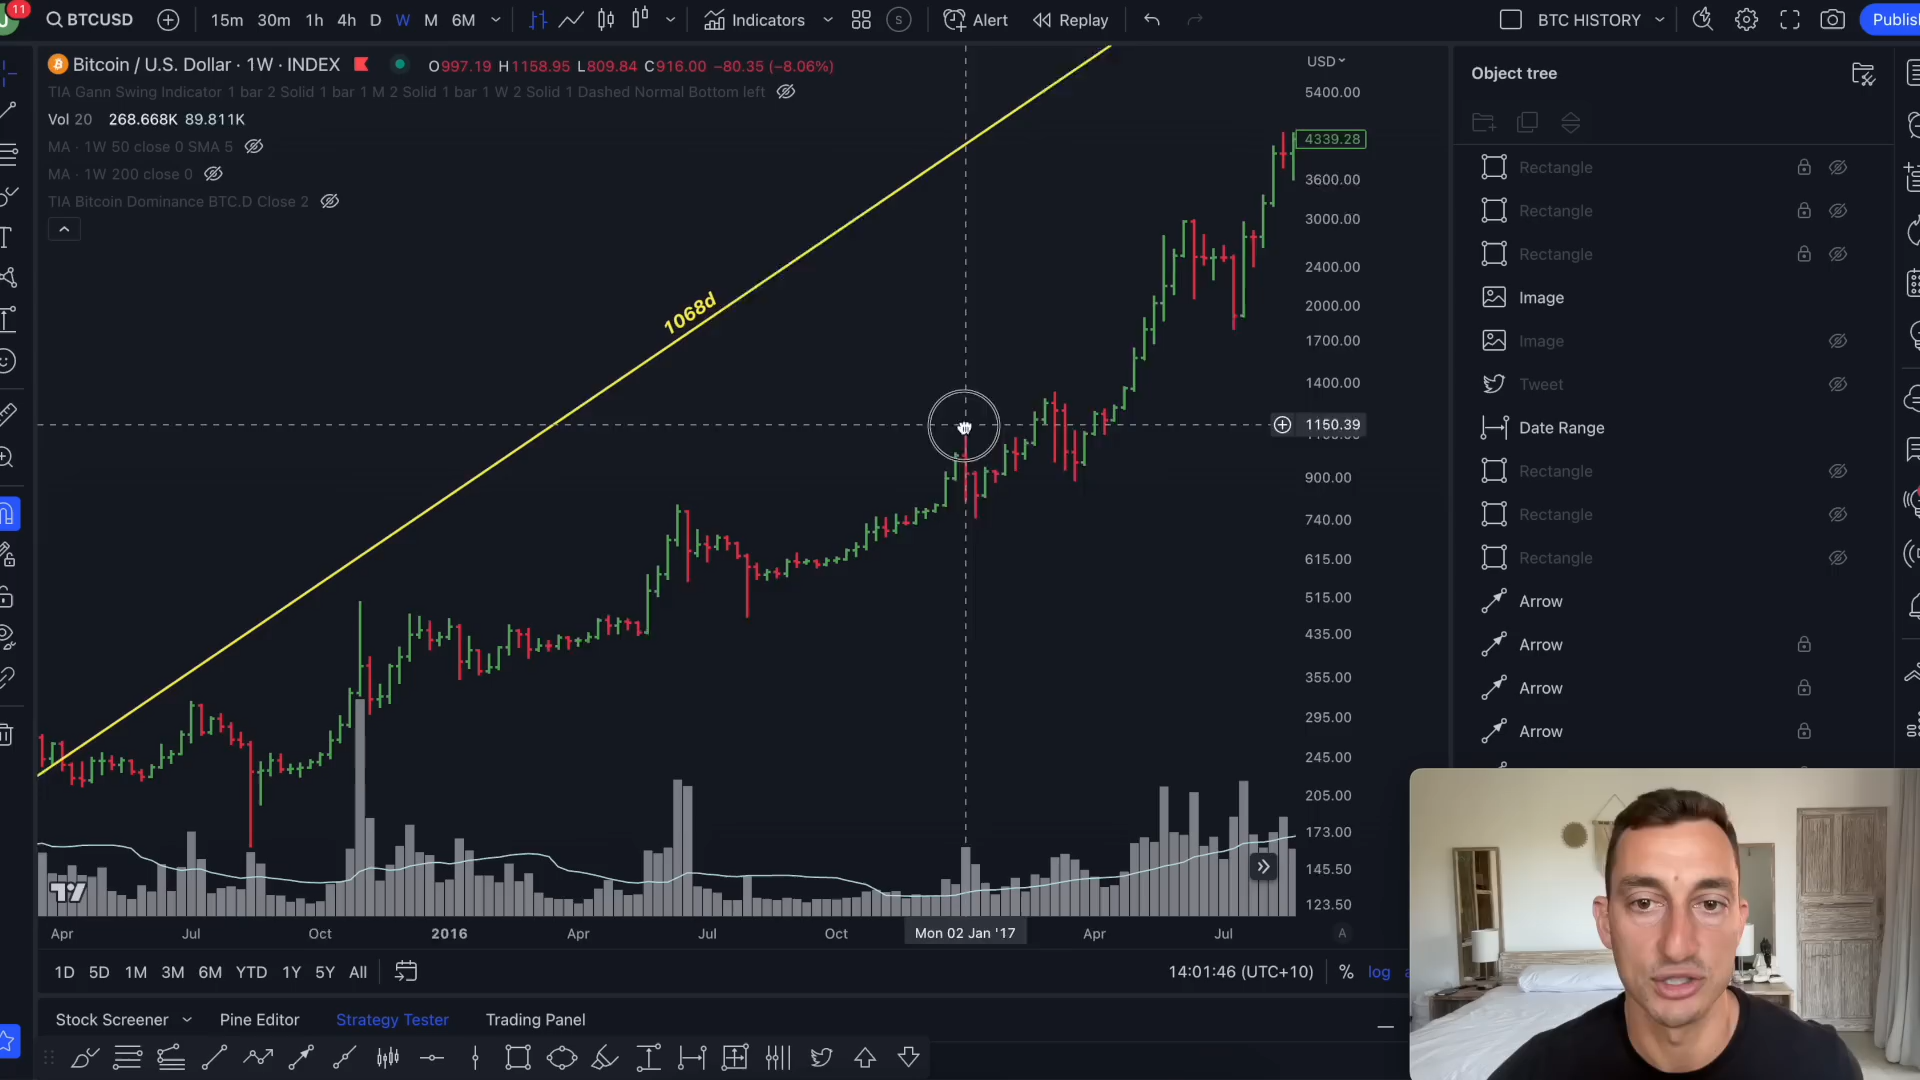 11
BTCUSD
15m 30m 1h 4h D W M 6M
Indicators
S
Alert
Replay
BTC HISTORY
Publish
Bitcoin / U.S. Dollar · 1W · INDEX
O997.19 H1158.95 L809.84 C916.00 −80.35 (−8.06%)
TIA Gann Swing Indicator 1 bar 2 Solid 1 bar 1 M 2 Solid 1 bar 1 W 2 Solid 1 Dashed Normal Bottom left
Vol 20 268.668K 89.811K
MA · 1W 50 close 0 SMA 5
MA · 1W 200 close 0
TIA Bitcoin Dominance BTC.D Close 2
1068d
USD
5400.00
4339.28
3600.00
3000.00
2400.00
2000.00
1700.00
1400.00
1150.39
900.00
740.00
615.00
515.00
435.00
355.00
295.00
245.00
205.00
173.00
145.50
123.50
Apr Jul Oct 2016 Apr Jul Oct Mon 02 Jan '17 Apr Jul
A
1D 5D 1M 3M 6M YTD 1Y 5Y All
14:01:46 (UTC+10) % log
Stock Screener Pine Editor Strategy Tester Trading Panel
Object tree
Rectangle
Rectangle
Rectangle
Image
Image
Tweet
Date Range
Rectangle
Rectangle
Rectangle
Arrow
Arrow
Arrow
Arrow